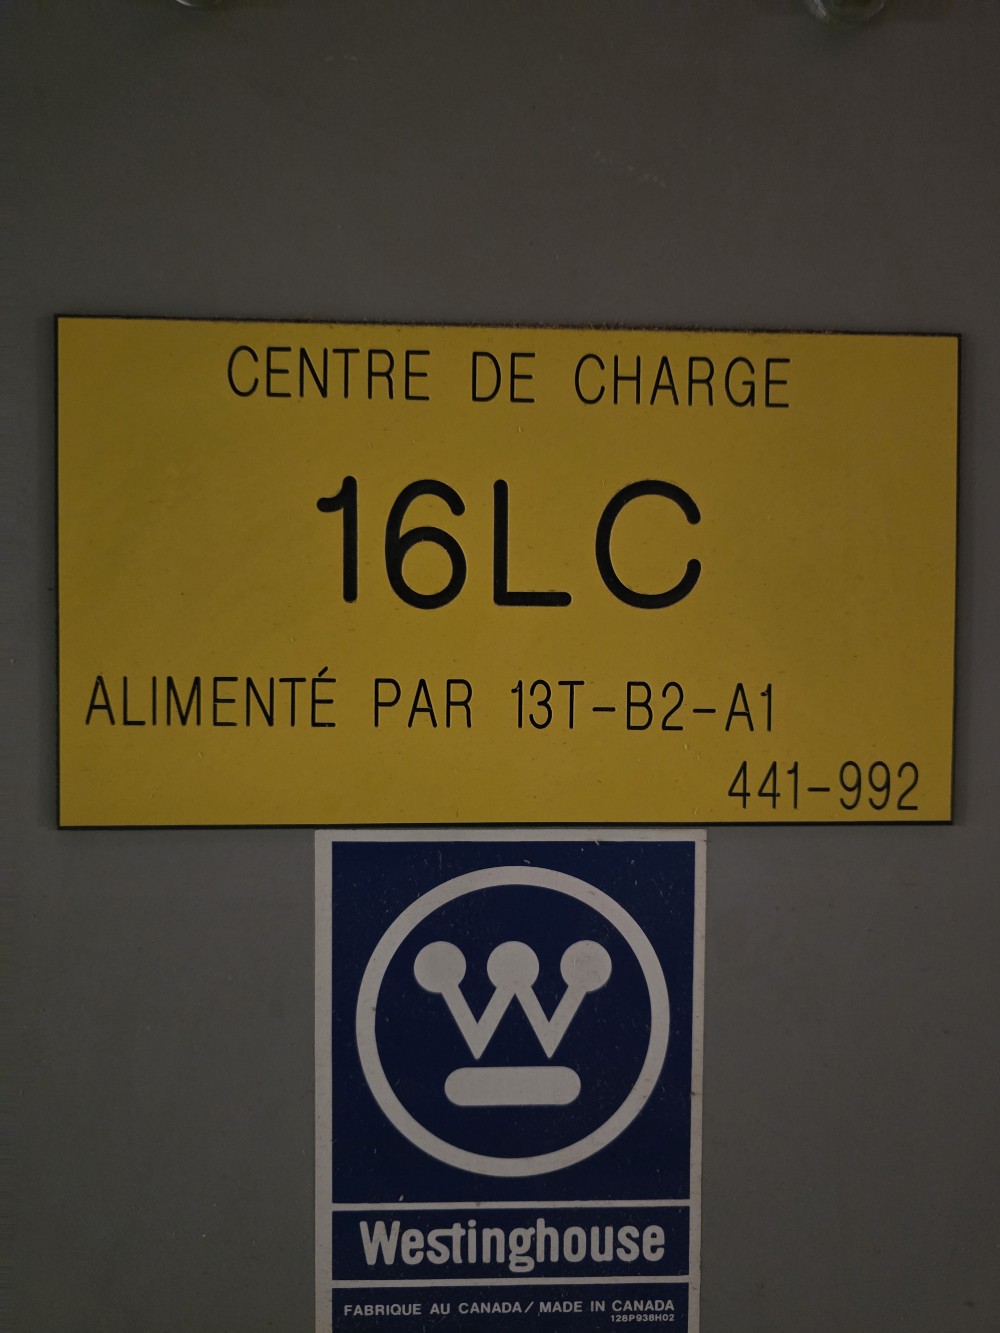 CENTRE DE CHARGE
16LC
ALIMENTÉ PAR 13T-B2-A1
441-992
Westinghouse
FABRIQUE AU CANADA/ MADE IN CANADA
128P938H02